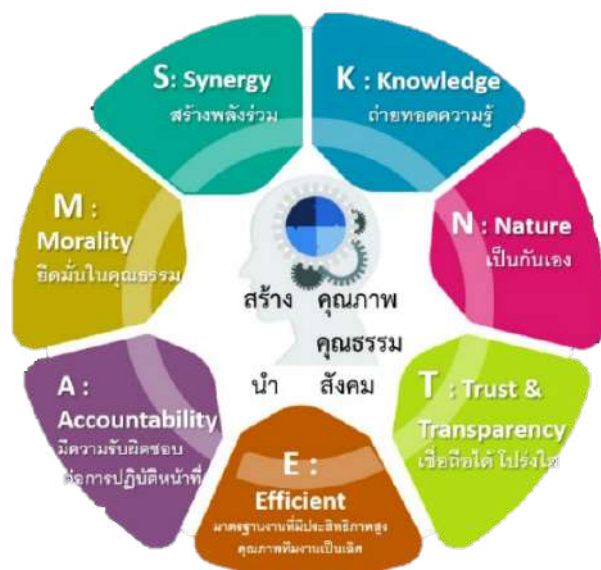 S: Synergy
สร้างพลังร่วม
K : Knowledge
ถ่ายทอดความรู้
M :
Morality
ยึดมั่นในคุณธรรม
N : Nature
เป็นกันเอง
สร้าง คุณภาพ
คุณธรรม
นำ สังคม
A :
Accountability
มีความรับผิดชอบ
ต่อการปฏิบัติหน้าที่
T : Trust &
Transparency
เชื่อถือได้ โปร่งใส
E :
Efficient
มาตรฐานงานที่มีประสิทธิภาพสูง
คุณภาพทีมงานเป็นเลิศ